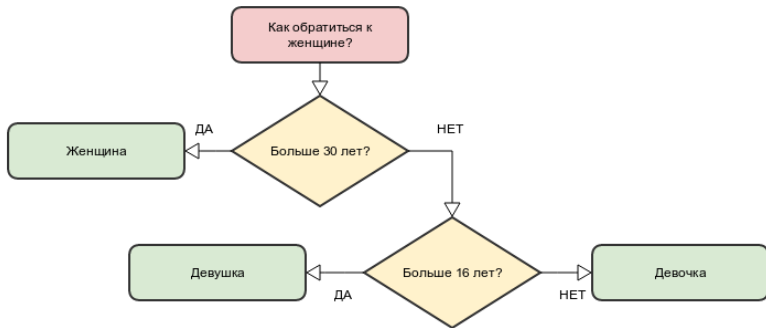 Как обратиться к
женщине?
ДА
НЕТ
Женщина
Больше 30 лет?
Девушка
Больше 16 лет?
Девочка
ДА
НЕТ